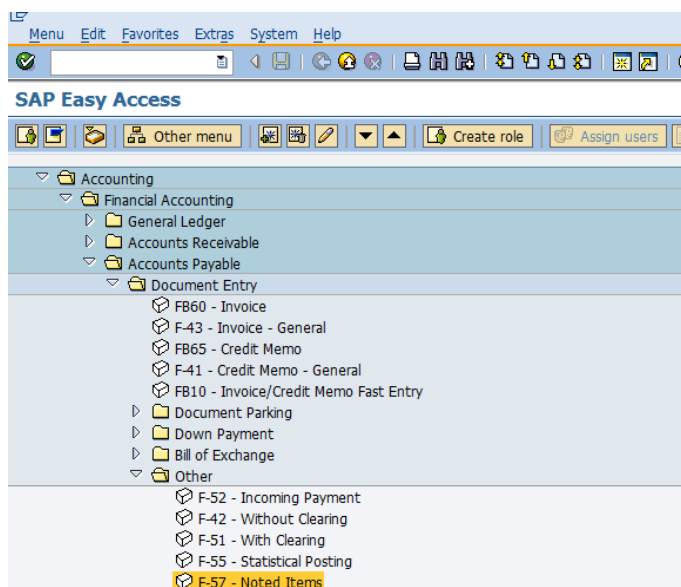 Menu Edit Favorites Extras System Help
SAP Easy Access
Other menu Create role Assign users
Accounting
Financial Accounting
General Ledger
Accounts Receivable
Accounts Payable
Document Entry
FB60 - Invoice
F-43 - Invoice - General
FB65 - Credit Memo
F-41 - Credit Memo - General
FB10 - Invoice/Credit Memo Fast Entry
Document Parking
Down Payment
Bill of Exchange
Other
F-52 - Incoming Payment
F-42 - Without Clearing
F-51 - With Clearing
F-55 - Statistical Posting
F-57 - Noted Items